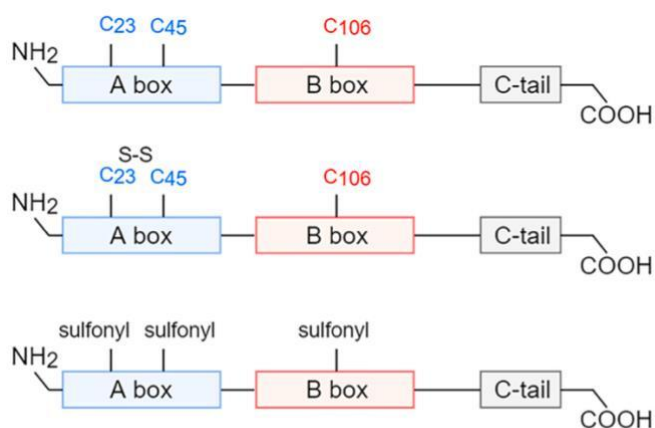 C23 C45 C106
NH2
A box B box C-tail
COOH
S-S
C23 C45 C106
NH2
A box B box C-tail
COOH
sulfonyl sulfonyl sulfonyl
NH2
A box B box C-tail
COOH